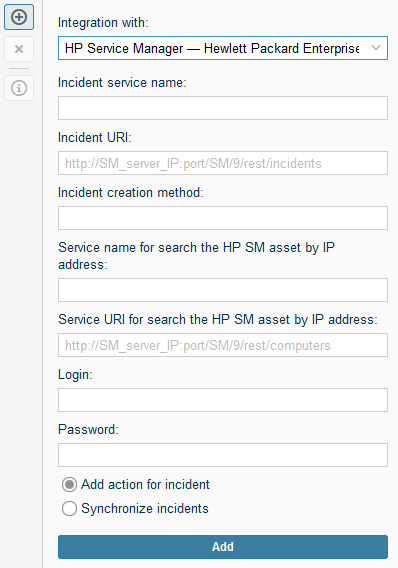 Integration with:
HP Service Manager — Hewlett Packard Enterprise
Incident service name:
Incident URI:
http://SM_server_IP:port/SM/9/rest/incidents
Incident creation method:
Service name for search the HP SM asset by IP
address:
Service URI for search the HP SM asset by IP address:
http://SM_server_IP:port/SM/9/rest/computers
Login:
Password:
Add action for incident
Synchronize incidents
Add